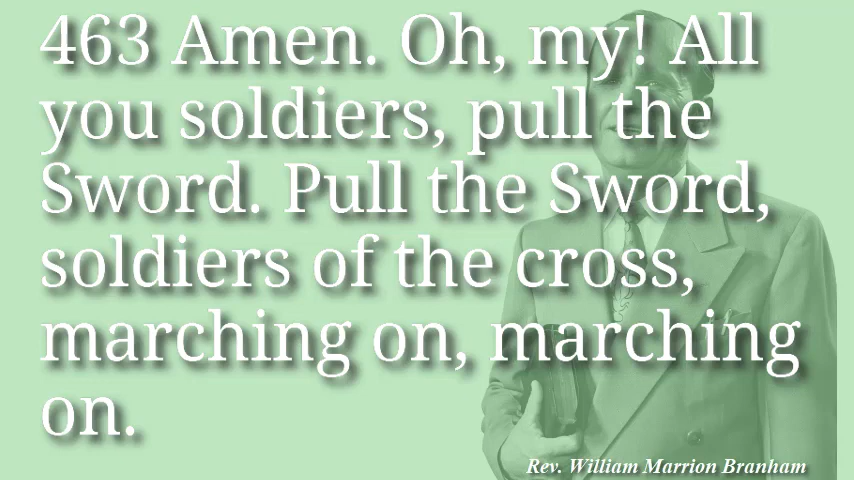 463 Amen. Oh, my! All
you soldiers, pull the
Sword. Pull the Sword,
soldiers of the cross,
marching on, marching
on.
Rev. William Marrion Branham